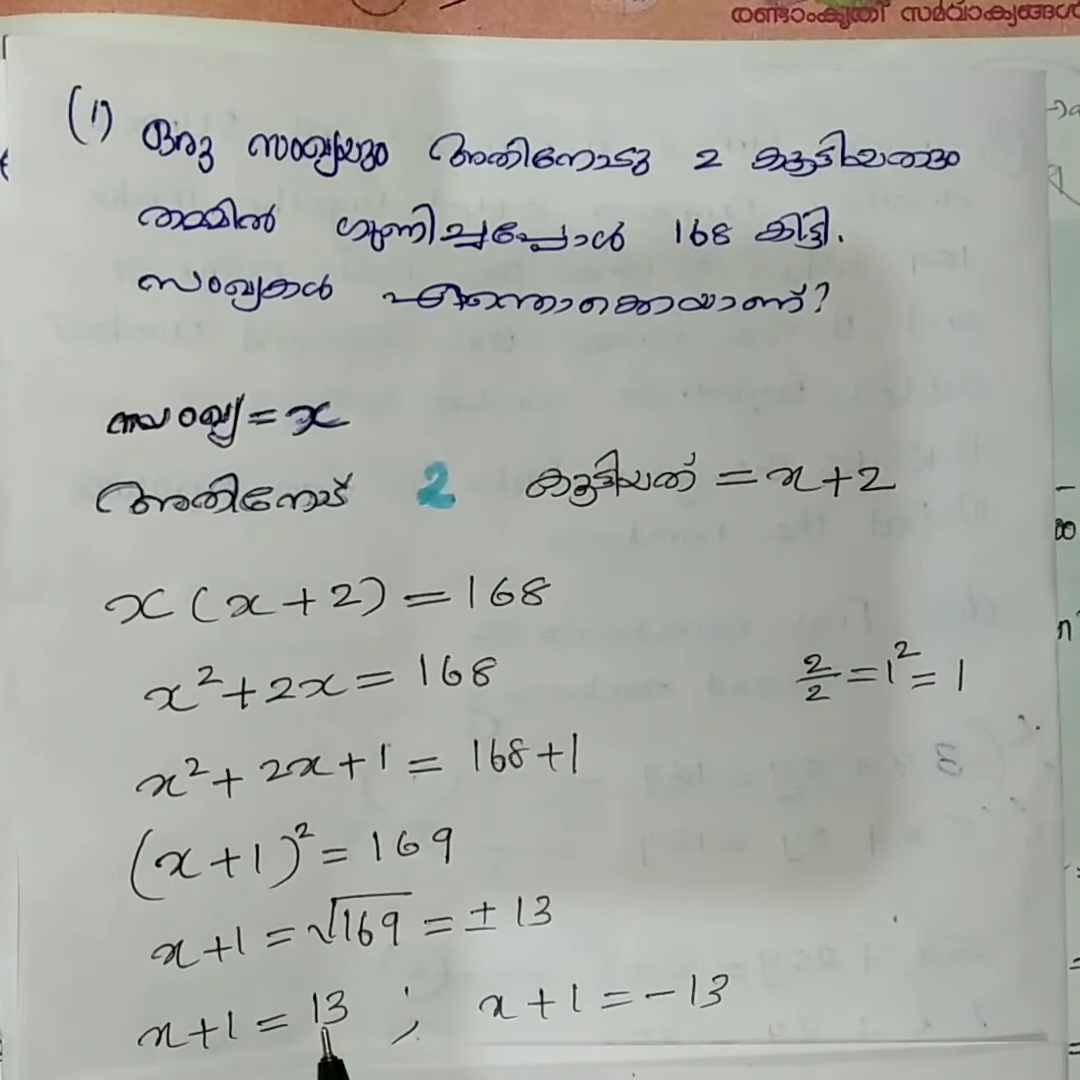 രണ്ടാംകൃതി സമവാക്യങ്ങൾ
(1) ഒരു സംഖ്യയും അതിനോടു 2 കൂട്ടിയതും
തമ്മിൽ ഗുണിച്ചപ്പോൾ 168 കിട്ടി.
സംഖ്യകൾ എന്തൊക്കെയാണ്?
സംഖ്യ = x
അതിനോട് 2 കൂട്ടിയത് = x+2
x(x+2) = 168
x²+2x = 168
2/2 = 1² = 1
x²+2x+1 = 168+1
(x+1)² = 169
x+1 = √169 = ±13
x+1 = 13 ; x+1 = -13